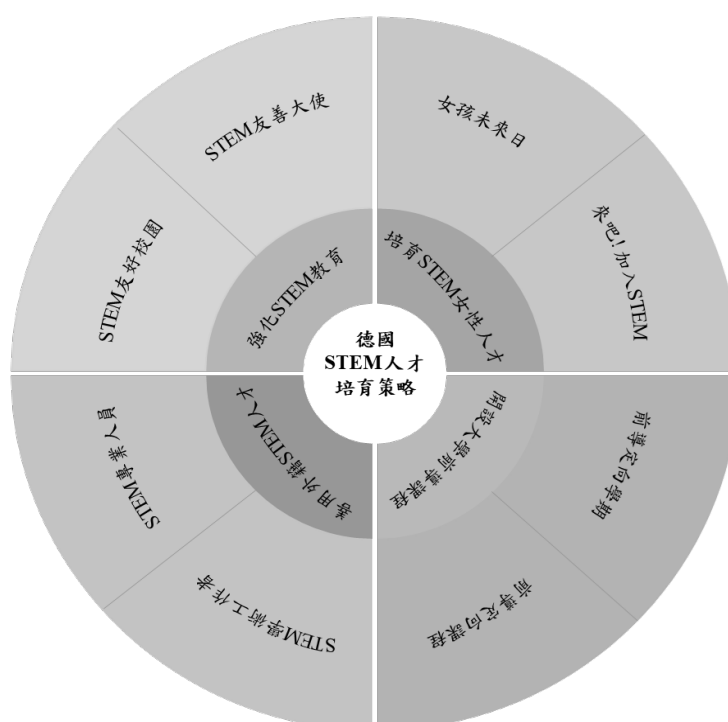 德國
STEM人才
培育策略
強化STEM教育
STEM友好校園
STEM友善大使
培育STEM女性人才
女孩未來日
來吧!加入STEM
開設大學前導課程
前導定向學期
前導定向課程
善用外籍STEM人才
STEM學術工作者
STEM專業人員